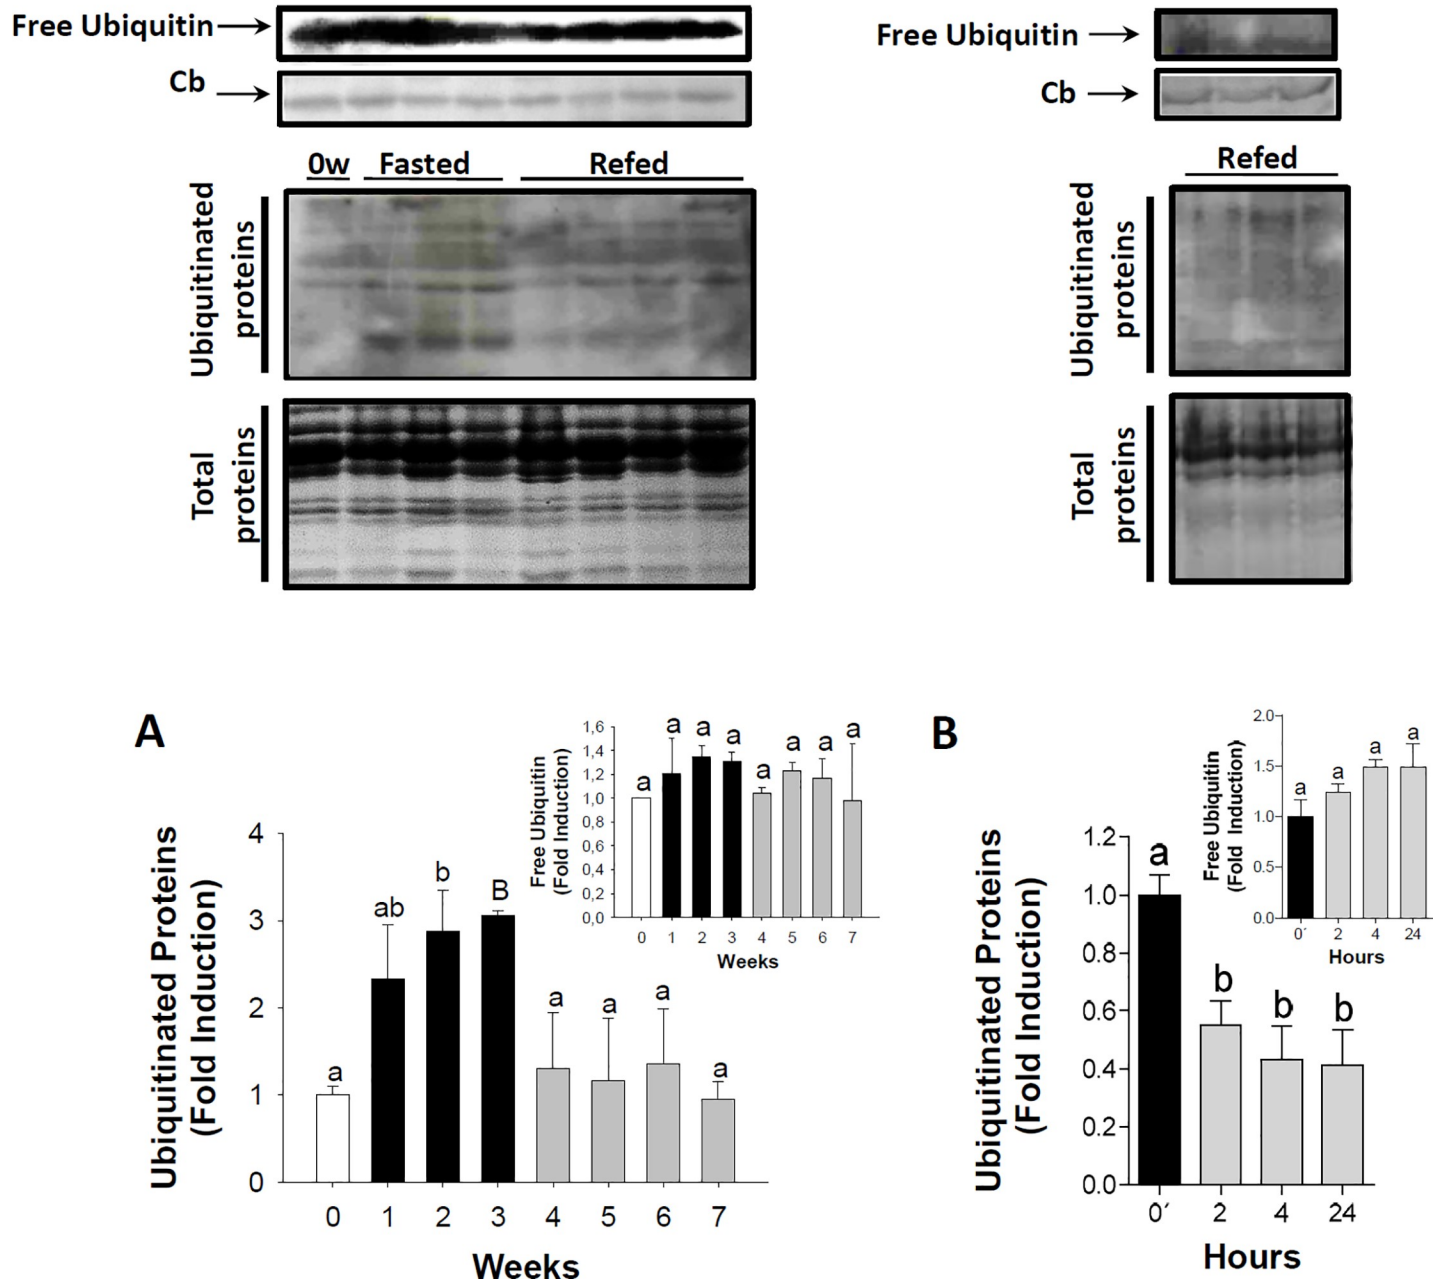 Free Ubiquitin
Cb
0w Fasted Refed
Ubiquitinated
proteins
Total
proteins
Free Ubiquitin
Cb
Refed
Ubiquitinated
proteins
Total
proteins
A
Ubiquitinated Proteins
(Fold Induction)
4
3
2
1
0
a
ab
b
B
a
a
a
a
0 1 2 3 4 5 6 7
Weeks
Free Ubiquitin
(Fold Induction)
1,6
1,4
1,2
1,0
0,8
0,6
0,4
0,2
0,0
a a a a a a a a
0 1 2 3 4 5 6 7
Weeks
B
Ubiquitinated Proteins
(Fold Induction)
1.2
1.0
0.8
0.6
0.4
0.2
0.0
a
b
b
b
0´ 2 4 24
Hours
Free Ubiquitin
(Fold Induction)
2.0
1.5
1.0
0.5
0.0
a a a a
0´ 2 4 24
Hours